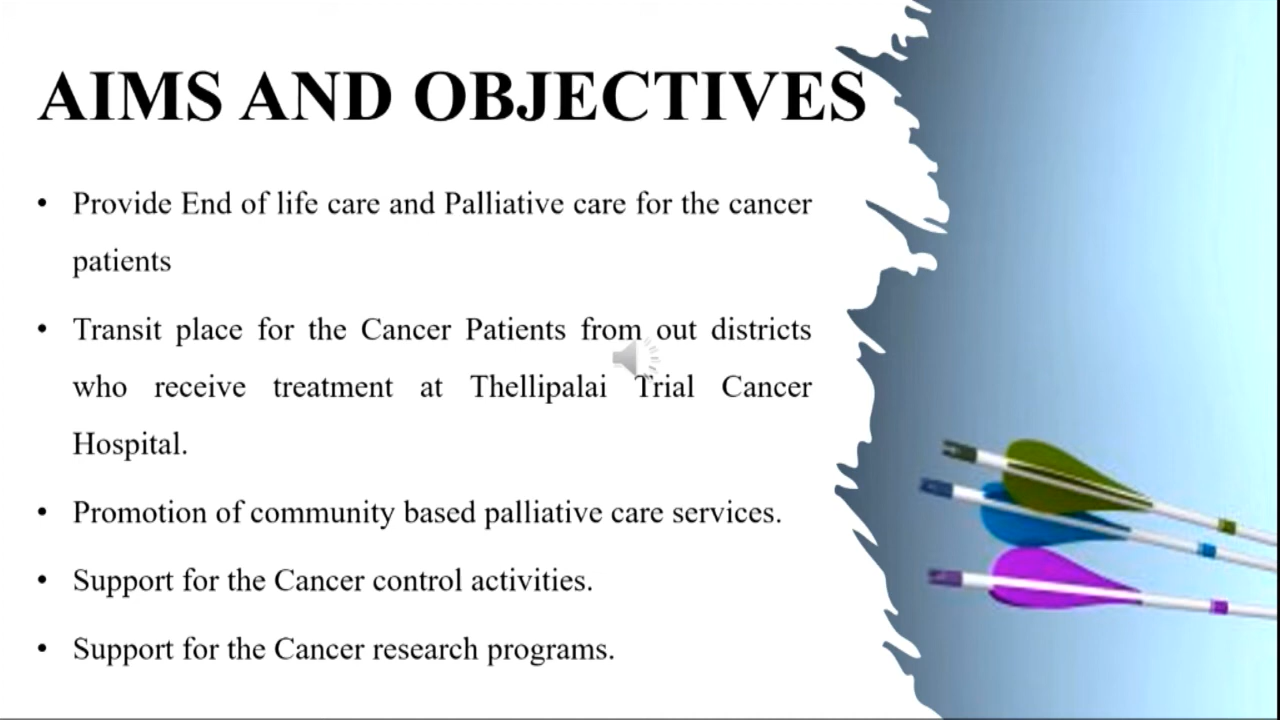 AIMS AND OBJECTIVES
• Provide End of life care and Palliative care for the cancer
patients
• Transit place for the Cancer Patients from out districts
who receive treatment at Thellipalai Trial Cancer
Hospital.
• Promotion of community based palliative care services.
• Support for the Cancer control activities.
• Support for the Cancer research programs.